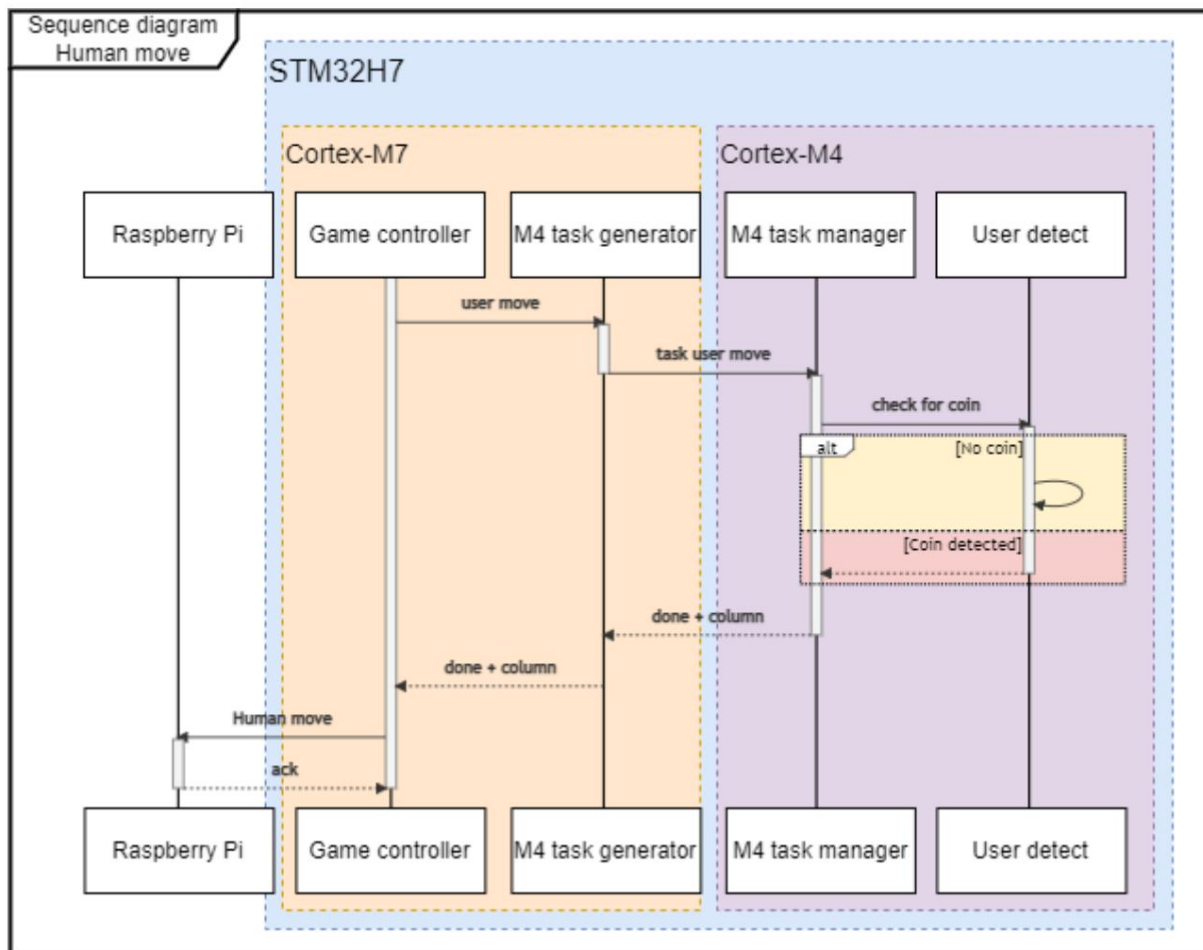 Sequence diagram
Human move
STM32H7
Cortex-M7
Cortex-M4
Raspberry Pi
Game controller
M4 task generator
M4 task manager
User detect
user move
task user move
check for coin
alt
[No coin]
[Coin detected]
done + column
done + column
Human move
ack
Raspberry Pi
Game controller
M4 task generator
M4 task manager
User detect